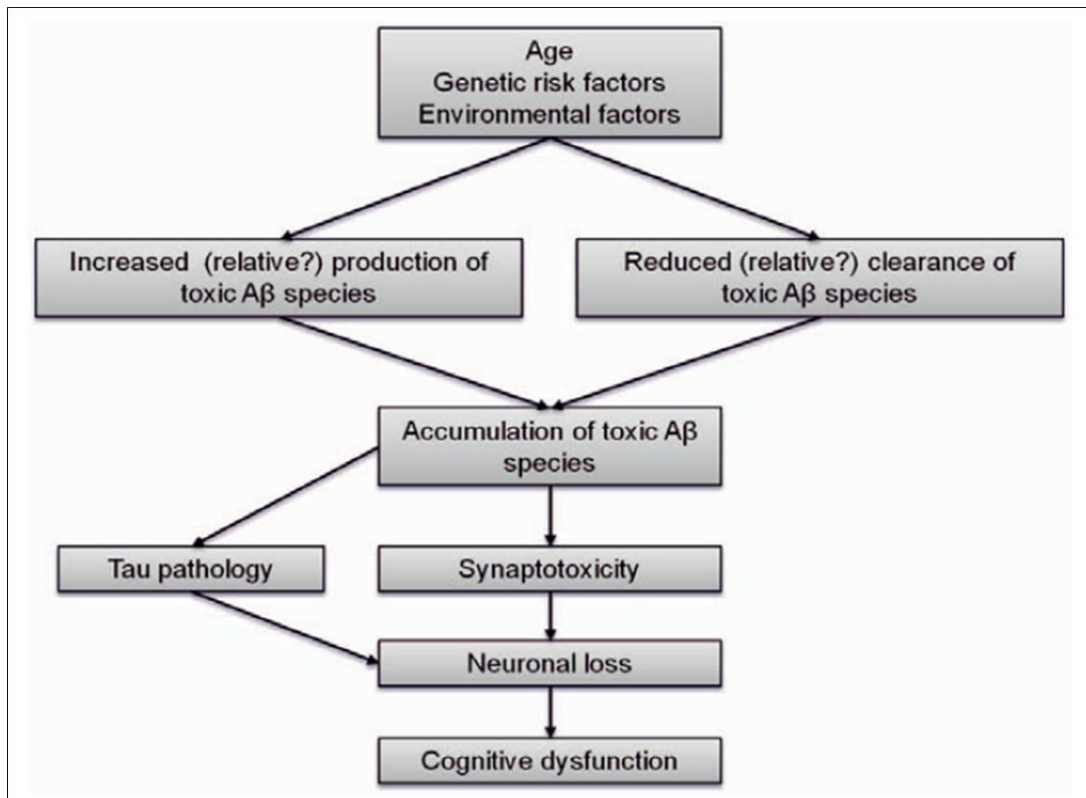 Age
Genetic risk factors
Environmental factors
Increased (relative?) production of
toxic Aβ species
Reduced (relative?) clearance of
toxic Aβ species
Accumulation of toxic Aβ
species
Tau pathology
Synaptotoxicity
Neuronal loss
Cognitive dysfunction